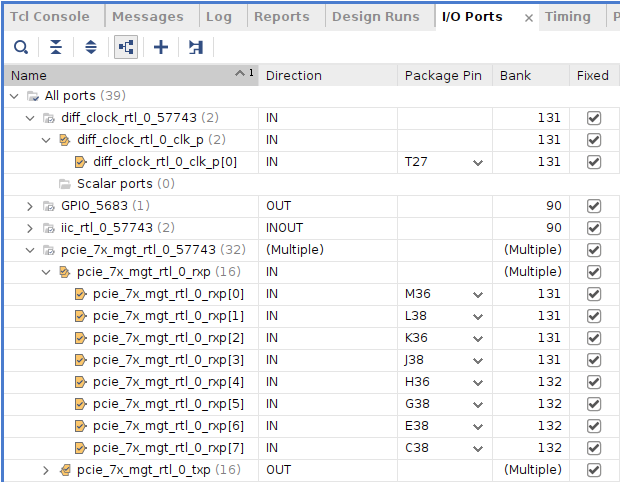 Tcl Console Messages Log Reports Design Runs I/O Ports × Timing
Name 1 Direction Package Pin Bank Fixed
All ports (39)
diff_clock_rtl_0_57743 (2) IN 131
diff_clock_rtl_0_clk_p (2) IN 131
diff_clock_rtl_0_clk_p[0] IN T27 131
Scalar ports (0)
GPIO_5683 (1) OUT 90
iic_rtl_0_57743 (2) INOUT 90
pcie_7x_mgt_rtl_0_57743 (32) (Multiple) (Multiple)
pcie_7x_mgt_rtl_0_rxp (16) IN (Multiple)
pcie_7x_mgt_rtl_0_rxp[0] IN M36 131
pcie_7x_mgt_rtl_0_rxp[1] IN L38 131
pcie_7x_mgt_rtl_0_rxp[2] IN K36 131
pcie_7x_mgt_rtl_0_rxp[3] IN J38 131
pcie_7x_mgt_rtl_0_rxp[4] IN H36 132
pcie_7x_mgt_rtl_0_rxp[5] IN G38 132
pcie_7x_mgt_rtl_0_rxp[6] IN E38 132
pcie_7x_mgt_rtl_0_rxp[7] IN C38 132
pcie_7x_mgt_rtl_0_txp (16) OUT (Multiple)